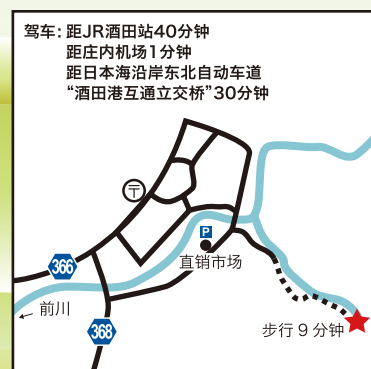 驾车: 距JR酒田站40分钟
距庄内机场1分钟
距日本海沿岸东北自动车道
“酒田港互通立交桥”30分钟
〒
P
直销市场
366
前川
368
步行9分钟